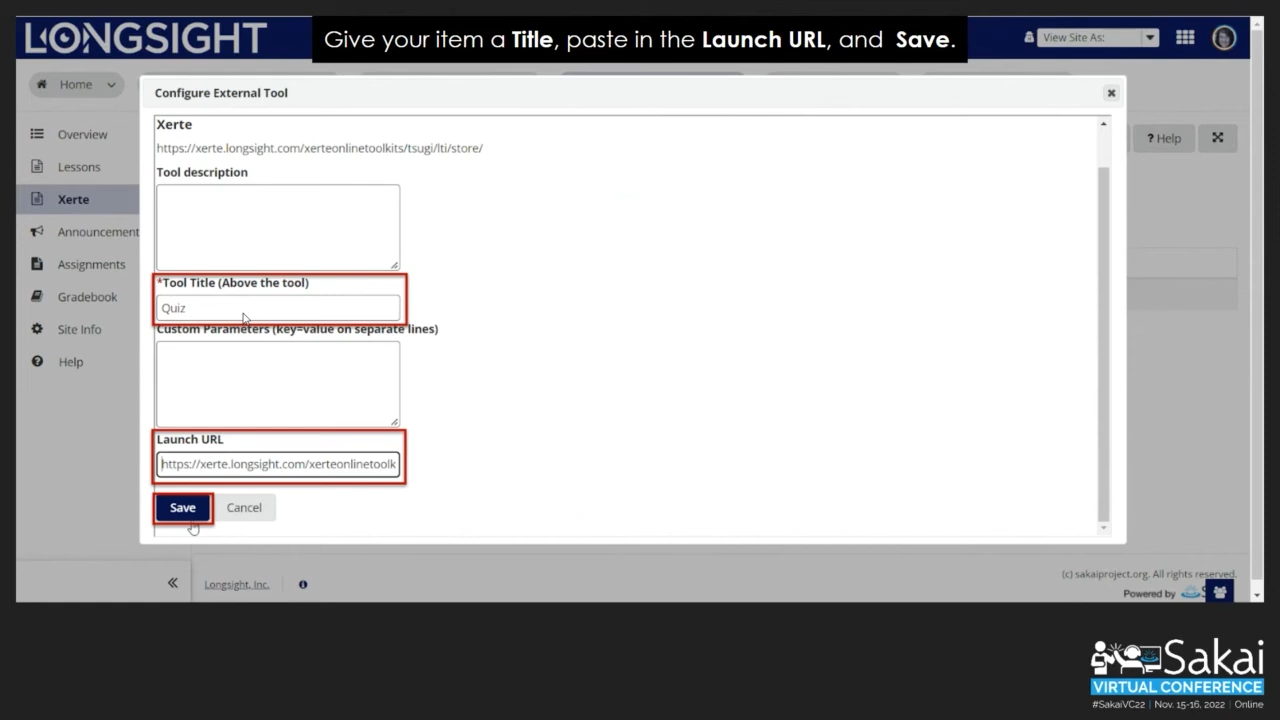 LONGSIGHT
Give your item a Title, paste in the Launch URL, and Save.
View Site As:
Home
Configure External Tool
Overview
Lessons
Xerte
Announcement
Assignments
Gradebook
Site Info
Help
? Help
Xerte
https://xerte.longsight.com/xerteonlinetoolkits/tsugi/lti/store/
Tool description
*Tool Title (Above the tool)
Quiz
Custom Parameters (key=value on separate lines)
Launch URL
https://xerte.longsight.com/xerteonlinetoolk
Save
Cancel
Longsight, Inc.
(c) sakaiproject.org. All rights reserved.
Powered by
Sakai
VIRTUAL CONFERENCE
#SakaiVC22 | Nov. 15-16, 2022 | Online